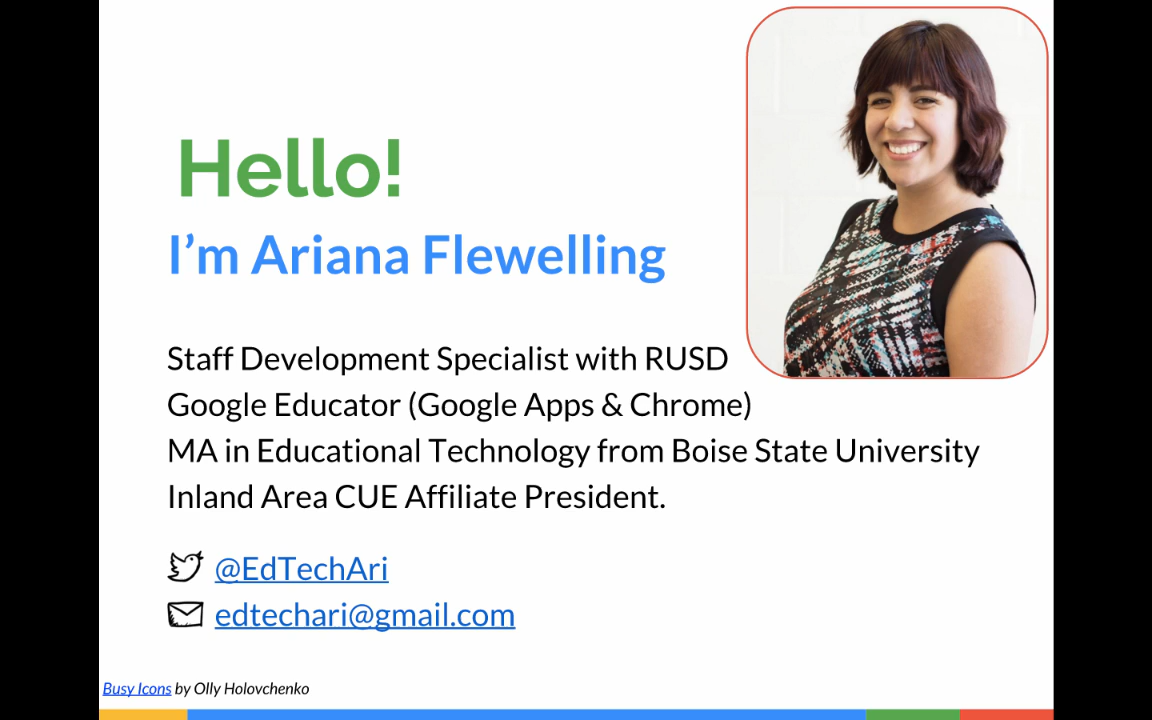 Hello!
I’m Ariana Flewelling
Staff Development Specialist with RUSD
Google Educator (Google Apps & Chrome)
MA in Educational Technology from Boise State University
Inland Area CUE Affiliate President.
@EdTechAri
edtechari@gmail.com
Busy Icons by Olly Holovchenko